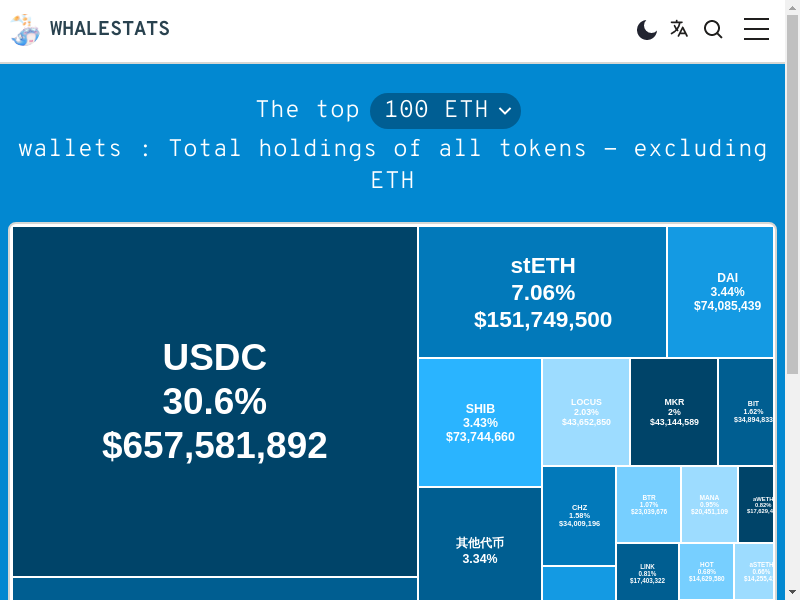 WHALESTATS
The top 100 ETH
wallets : Total holdings of all tokens – excluding
ETH
USDC
30.6%
$657,581,892
stETH
7.06%
$151,749,500
DAI
3.44%
$74,085,439
SHIB
3.43%
$73,744,660
LOCUS
2.03%
$43,652,850
MKR
2%
$43,144,589
BIT
1.62%
$34,894,833
其他代币
3.34%
CHZ
1.58%
$34,009,196
BTR
1.07%
$23,039,676
MANA
0.95%
$20,451,109
aWETH
0.82%
$17,629,4
LINK
0.81%
$17,403,322
HOT
0.68%
$14,629,580
aSTETH
0.66%
$14,255,4